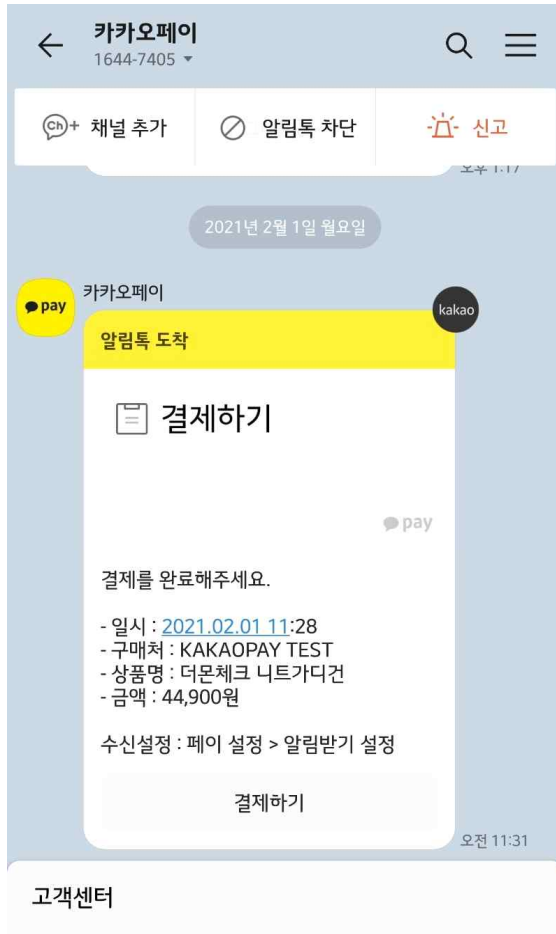 카카오페이
1644-7405
Ch+ 채널 추가
알림톡 차단
신고
오후 1:17
2021년 2월 1일 월요일
pay
카카오페이
kakao
알림톡 도착
결제하기
pay
결제를 완료해주세요.
- 일시 : 2021.02.01 11:28
- 구매처 : KAKAOPAY TEST
- 상품명 : 더몬체크 니트가디건
- 금액 : 44,900원
수신설정 : 페이 설정 > 알림받기 설정
결제하기
오전 11:31
고객센터